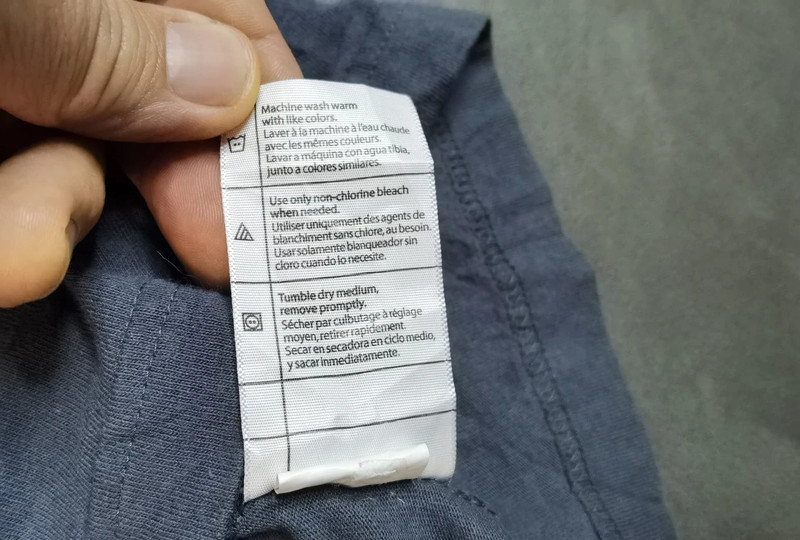 Machine wash warm
with like colors.
Laver à la machine à l'eau chaude
avec les mêmes couleurs.
Lavar a máquina con agua tibia,
junto a colores similares.
Use only non-chlorine bleach
when needed.
Utiliser uniquement des agents de
blanchiment sans chlore, au besoin.
Usar solamente blanqueador sin
cloro cuando lo necesite.
Tumble dry medium,
remove promptly.
Sécher par culbutage à réglage
moyen, retirer rapidement.
Secar en secadora en ciclo medio,
y sacar inmediatamente.